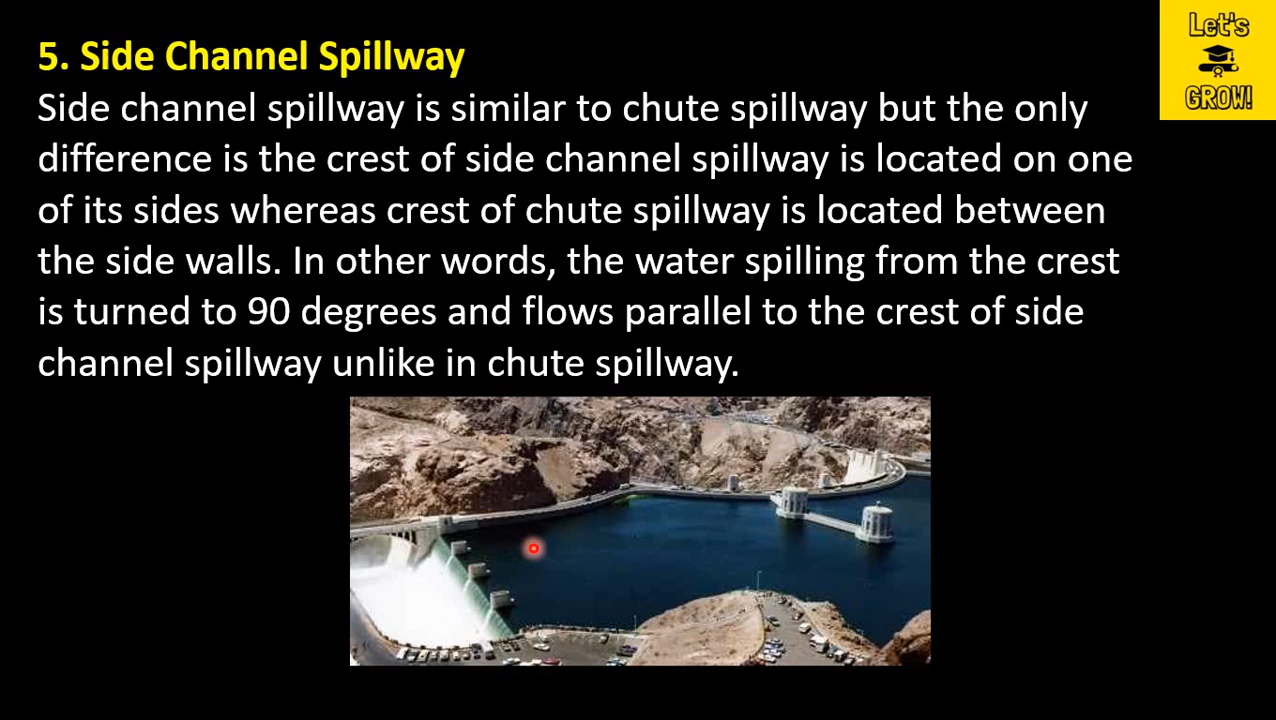 5. Side Channel Spillway
Side channel spillway is similar to chute spillway but the only
difference is the crest of side channel spillway is located on one
of its sides whereas crest of chute spillway is located between
the side walls. In other words, the water spilling from the crest
is turned to 90 degrees and flows parallel to the crest of side
channel spillway unlike in chute spillway.
Let's
GROW!